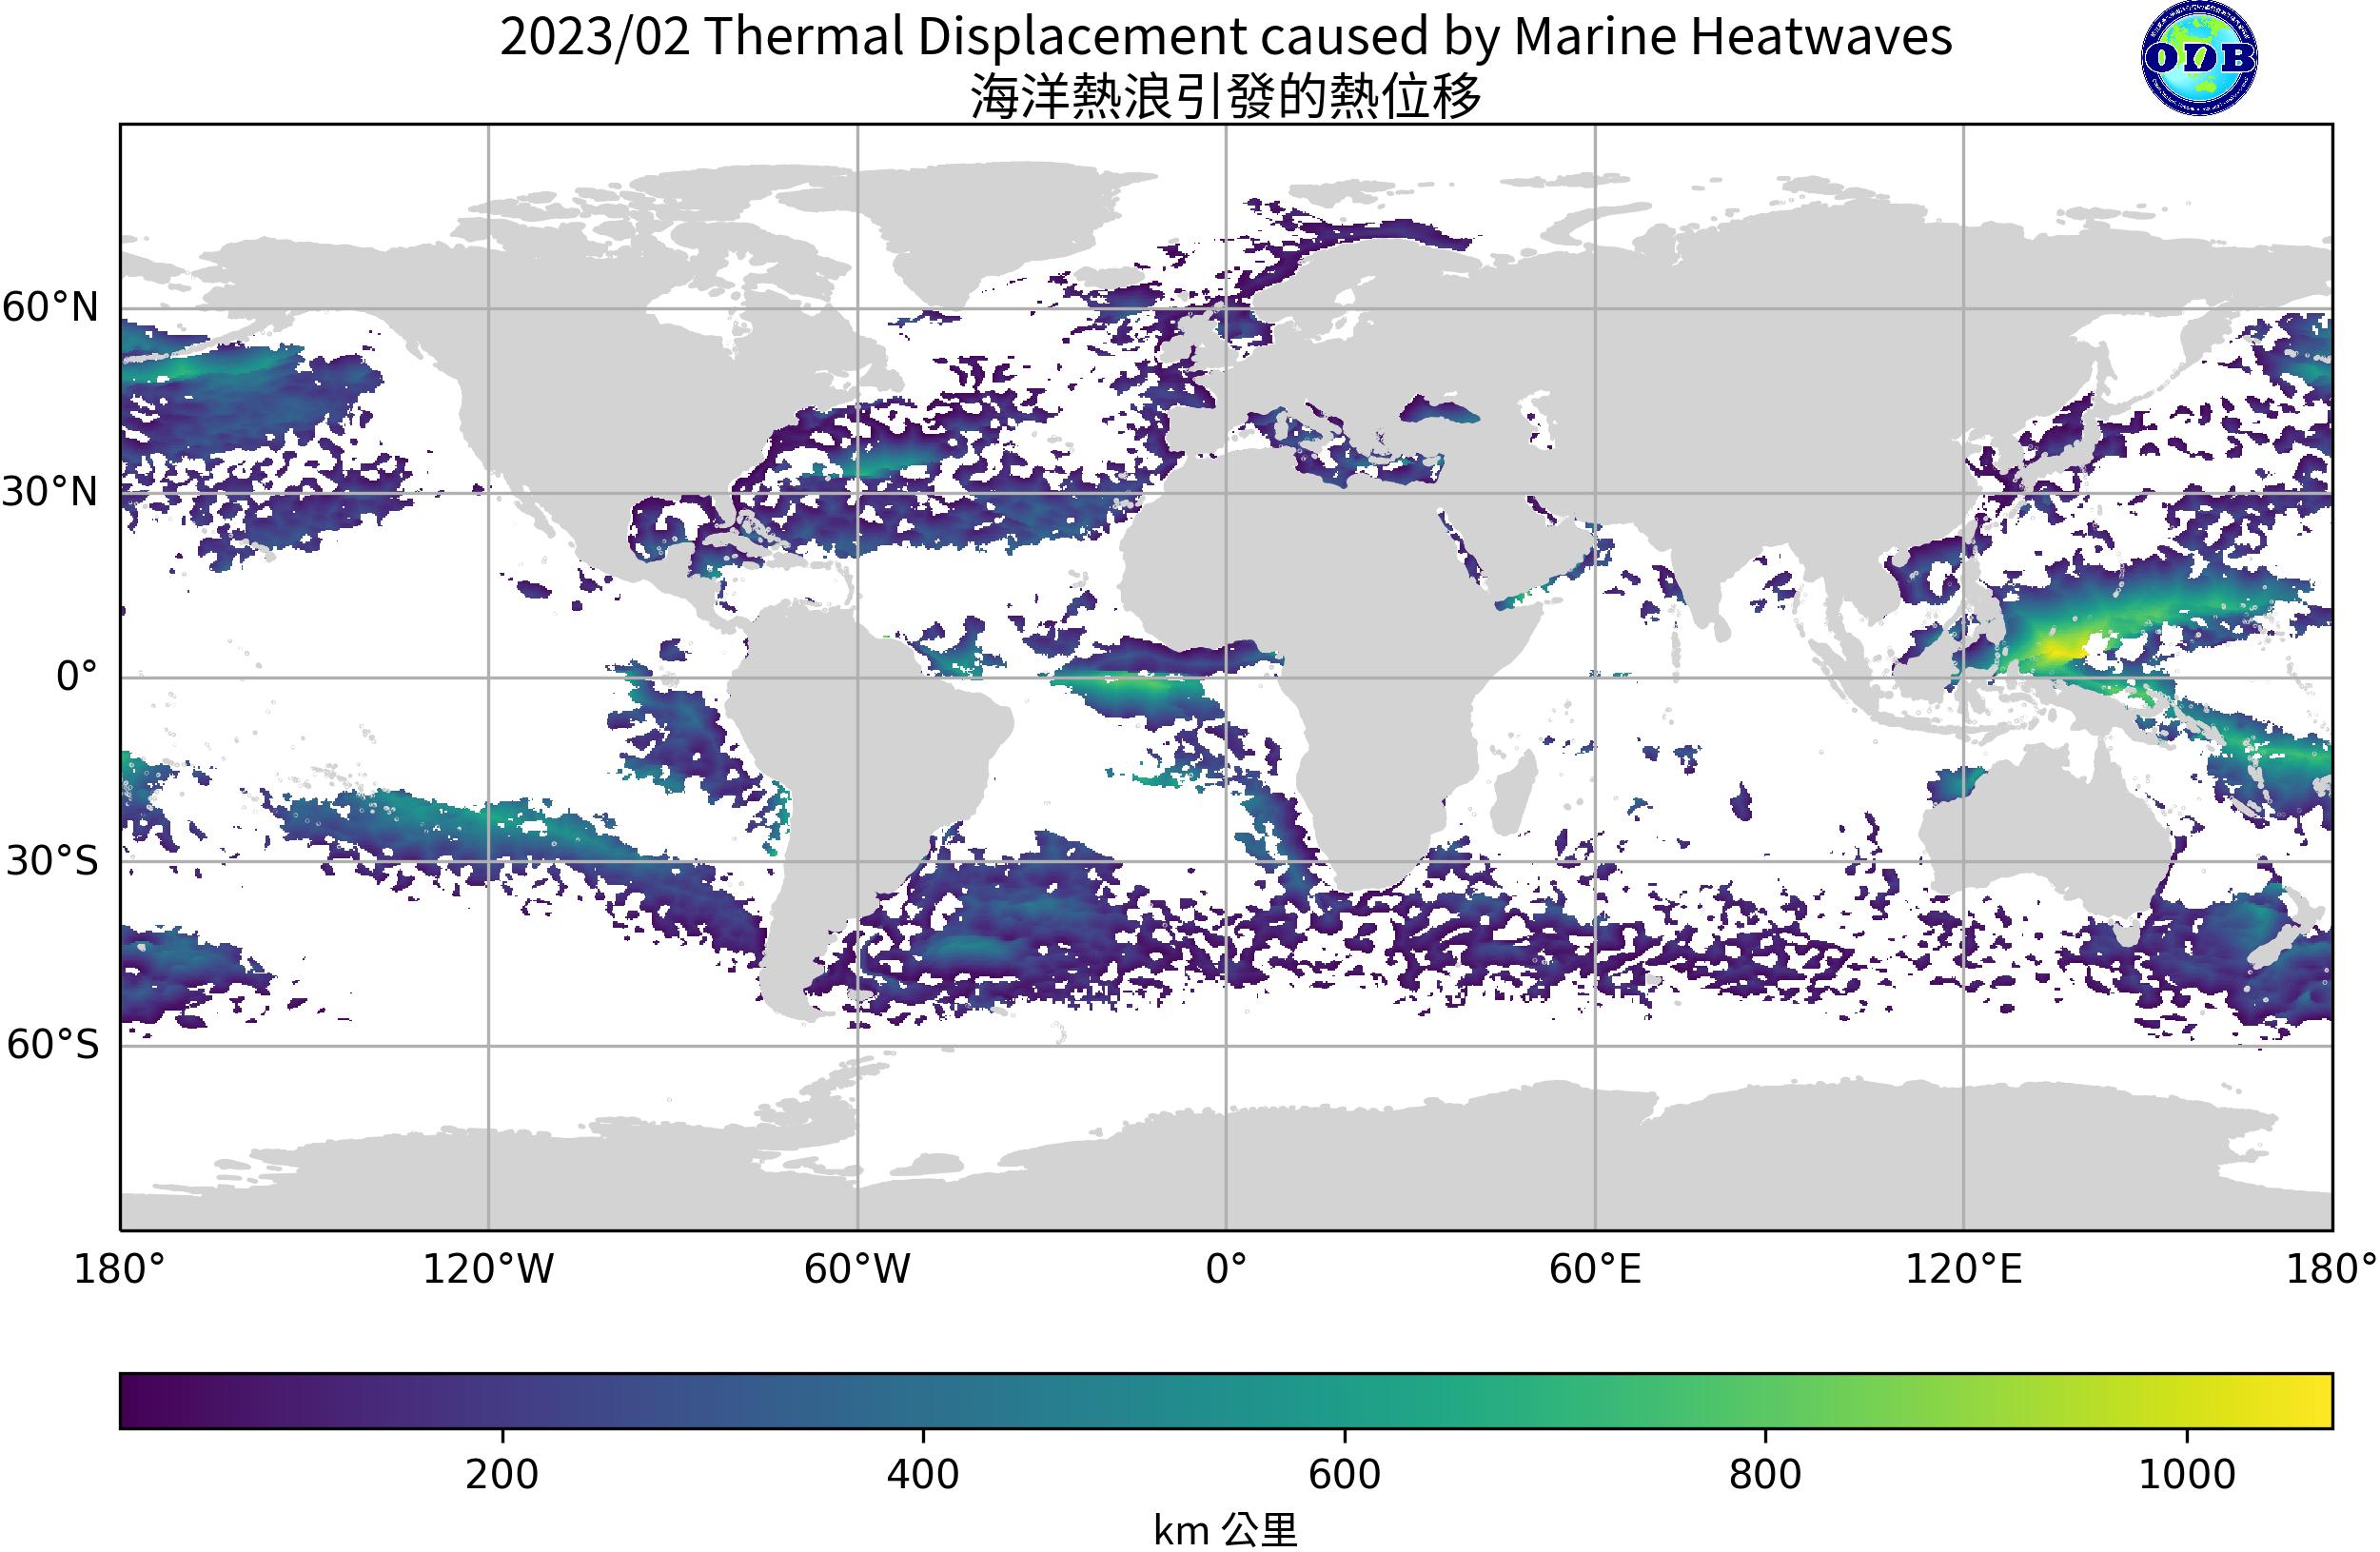 2023/02 Thermal Displacement caused by Marine Heatwaves
海洋熱浪引發的熱位移
ODB
60°N
30°N
0°
30°S
60°S
180° 120°W 60°W 0° 60°E 120°E 180°
200 400 600 800 1000
km 公里